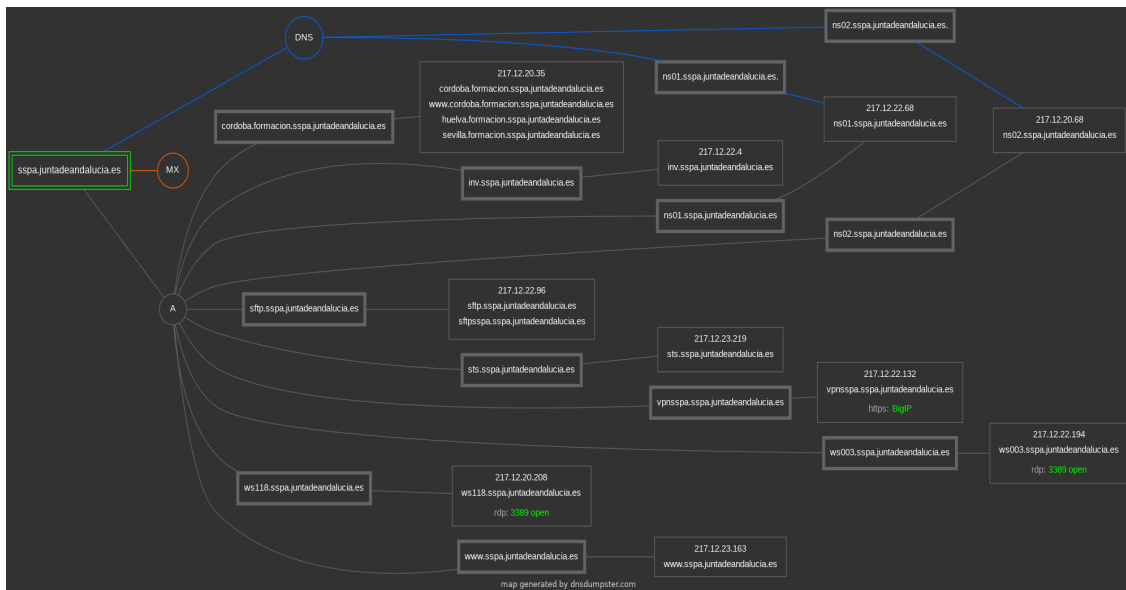 DNS
ns02.sspa.juntadeandalucia.es.
ns01.sspa.juntadeandalucia.es.
217.12.20.35
cordoba.formacion.sspa.juntadeandalucia.es
www.cordoba.formacion.sspa.juntadeandalucia.es
huelva.formacion.sspa.juntadeandalucia.es
sevilla.formacion.sspa.juntadeandalucia.es
217.12.22.68
ns01.sspa.juntadeandalucia.es
217.12.20.68
ns02.sspa.juntadeandalucia.es
cordoba.formacion.sspa.juntadeandalucia.es
sspa.juntadeandalucia.es
MX
217.12.22.4
inv.sspa.juntadeandalucia.es
inv.sspa.juntadeandalucia.es
ns01.sspa.juntadeandalucia.es
ns02.sspa.juntadeandalucia.es
A
sftp.sspa.juntadeandalucia.es
217.12.22.96
sftp.sspa.juntadeandalucia.es
sftpsspa.sspa.juntadeandalucia.es
217.12.23.219
sts.sspa.juntadeandalucia.es
sts.sspa.juntadeandalucia.es
217.12.22.132
vpnsspa.sspa.juntadeandalucia.es
https: BigIP
vpnsspa.sspa.juntadeandalucia.es
217.12.22.194
ws003.sspa.juntadeandalucia.es
rdp: 3389 open
ws003.sspa.juntadeandalucia.es
ws118.sspa.juntadeandalucia.es
217.12.20.208
ws118.sspa.juntadeandalucia.es
rdp: 3389 open
www.sspa.juntadeandalucia.es
217.12.23.163
www.sspa.juntadeandalucia.es
map generated by dnsdumpster.com